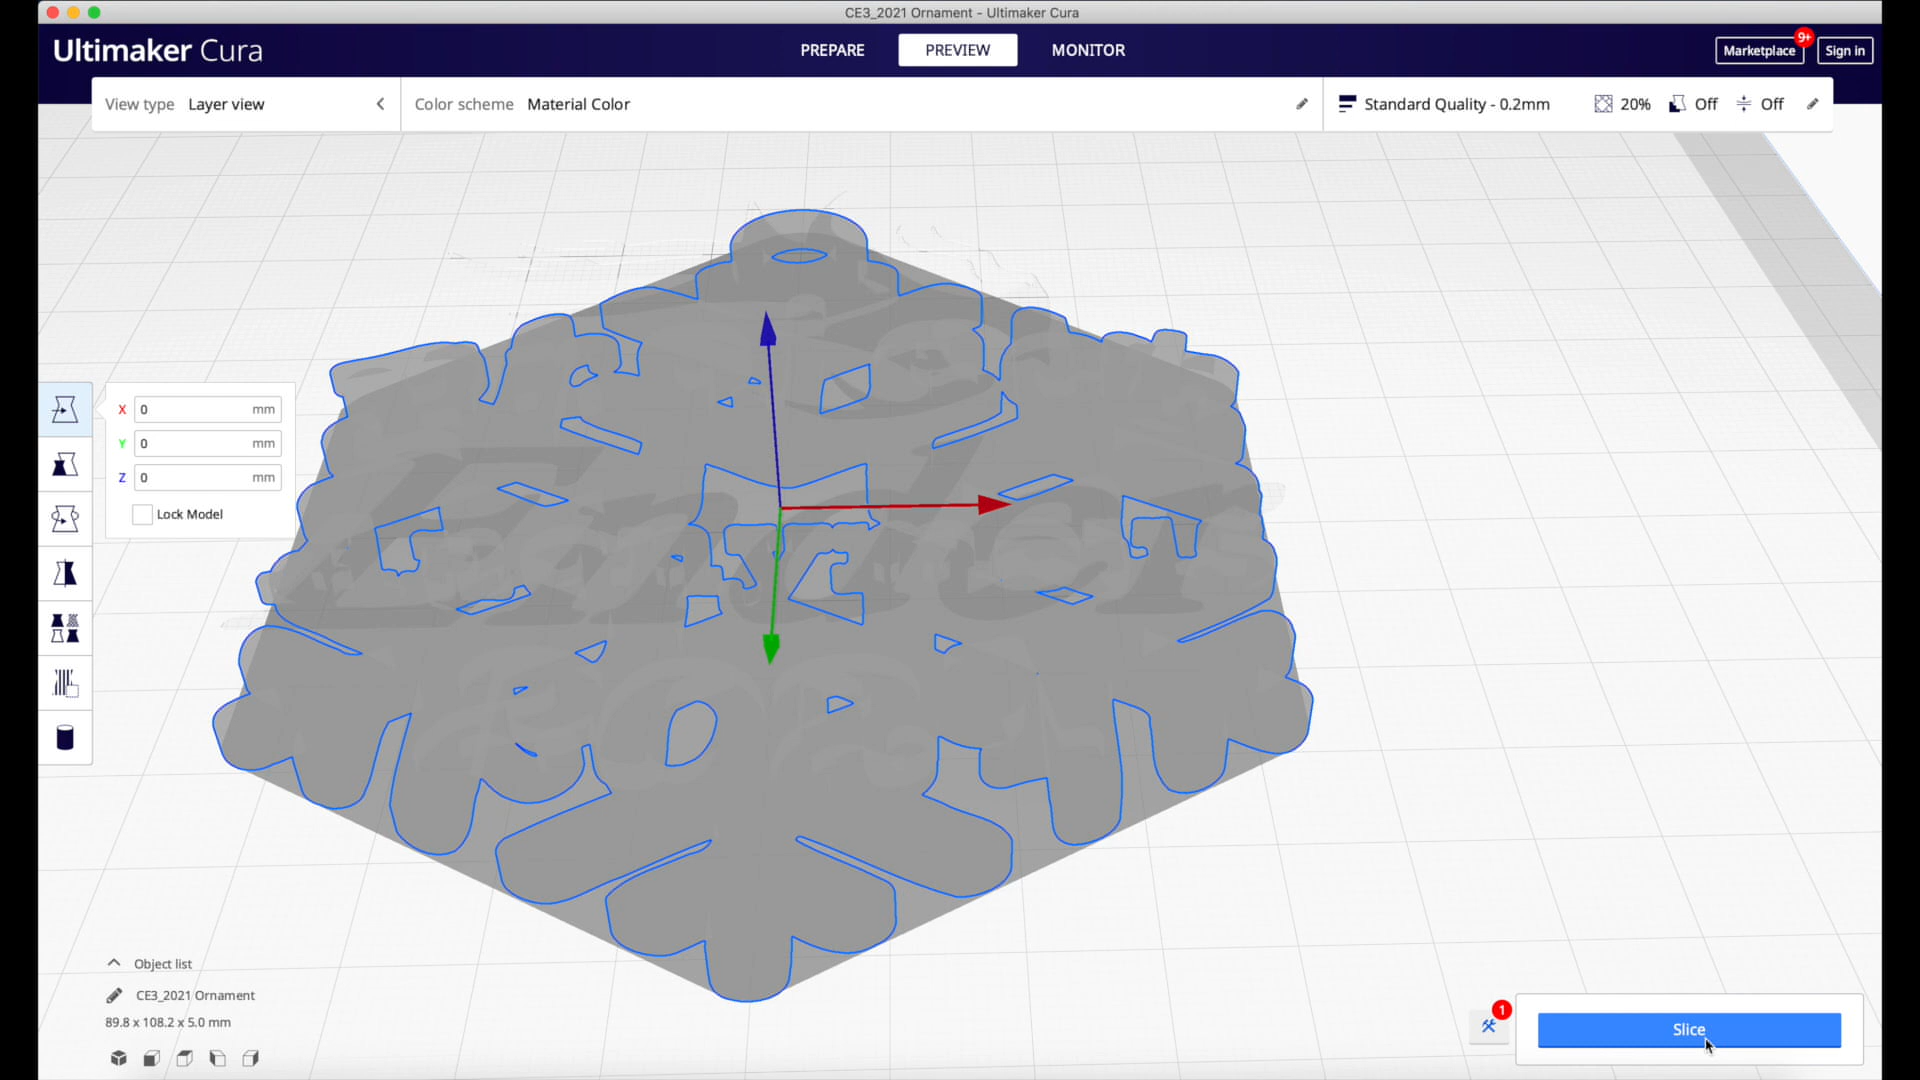 CE3_2021 Ornament - Ultimaker Cura
Ultimaker Cura
PREPARE
PREVIEW
MONITOR
Marketplace
9+
Sign in
View type Layer view
Color scheme Material Color
Standard Quality - 0.2mm
20%
Off
Off
X 0 mm
Y 0 mm
Z 0 mm
Lock Model
Object list
CE3_2021 Ornament
89.8 x 108.2 x 5.0 mm
1
Slice